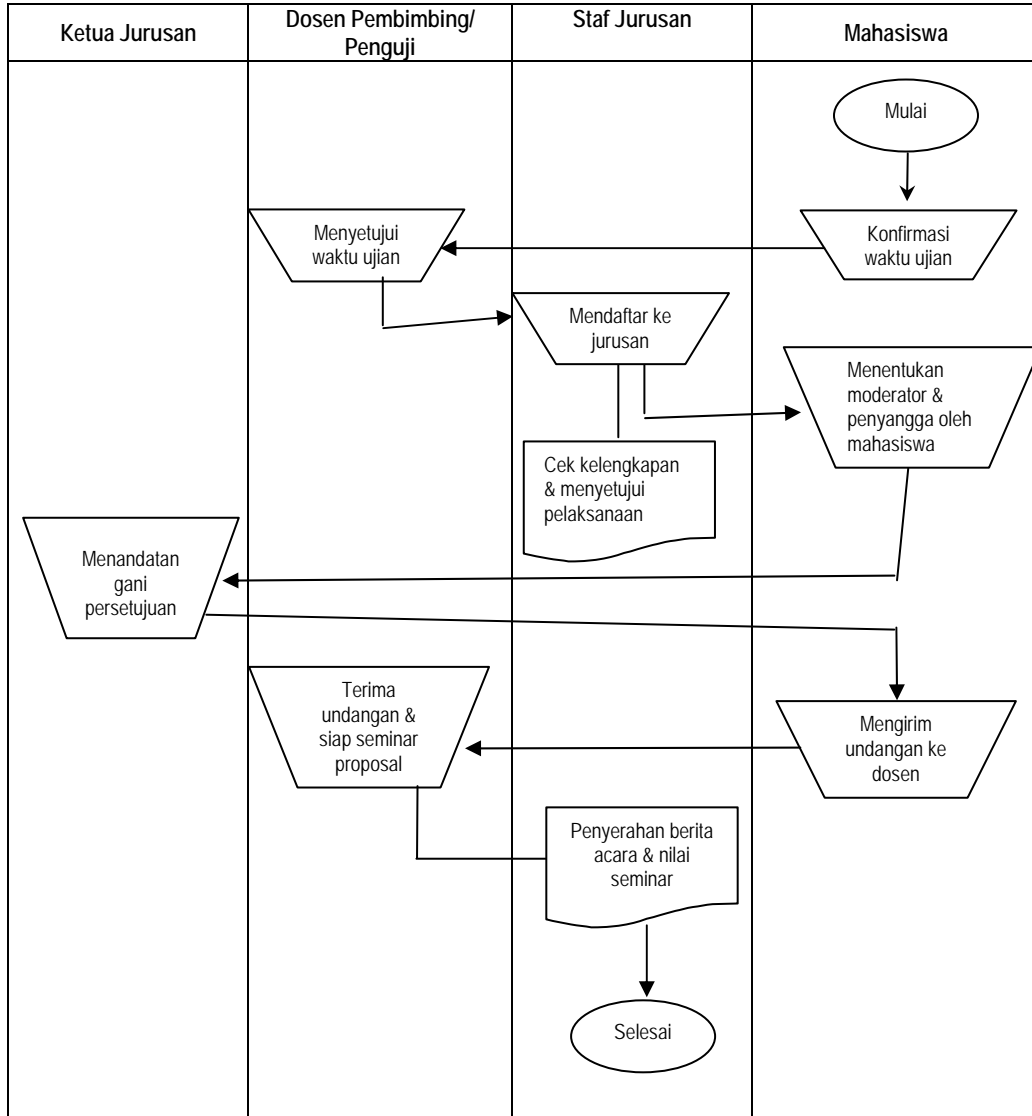 Ketua Jurusan
Dosen Pembimbing/
Penguji
Staf Jurusan
Mahasiswa
Mulai
Konfirmasi
waktu ujian
Menyetujui
waktu ujian
Mendaftar ke
jurusan
Menentukan
moderator &
penyangga oleh
mahasiswa
Cek kelengkapan
& menyetujui
pelaksanaan
Menandatan
gani
persetujuan
Mengirim
undangan ke
dosen
Terima
undangan &
siap seminar
proposal
Penyerahan berita
acara & nilai
seminar
Selesai